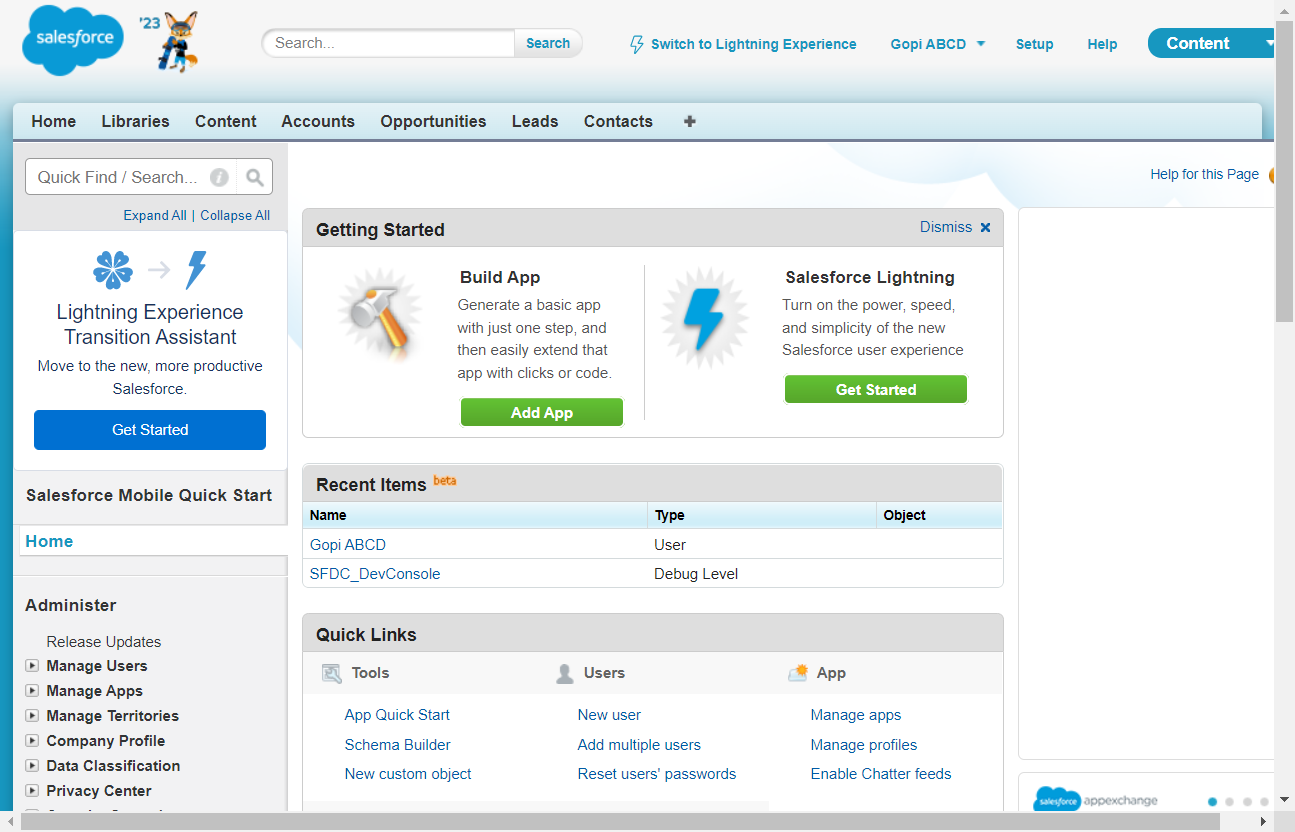 salesforce
'23
Search...
Search
Switch to Lightning Experience
Gopi ABCD
Setup
Help
Content
Home
Libraries
Content
Accounts
Opportunities
Leads
Contacts
Quick Find / Search...
Expand All | Collapse All
Help for this Page
Lightning Experience
Transition Assistant
Move to the new, more productive
Salesforce.
Get Started
Salesforce Mobile Quick Start
Home
Administer
Release Updates
Manage Users
Manage Apps
Manage Territories
Company Profile
Data Classification
Privacy Center
Getting Started
Dismiss
Build App
Generate a basic app
with just one step, and
then easily extend that
app with clicks or code.
Add App
Salesforce Lightning
Turn on the power, speed,
and simplicity of the new
Salesforce user experience
Get Started
Recent Items beta
Name Type Object
Gopi ABCD User
SFDC_DevConsole Debug Level
Quick Links
Tools
Users
App
App Quick Start
New user
Manage apps
Schema Builder
Add multiple users
Manage profiles
New custom object
Reset users' passwords
Enable Chatter feeds
salesforce appexchange